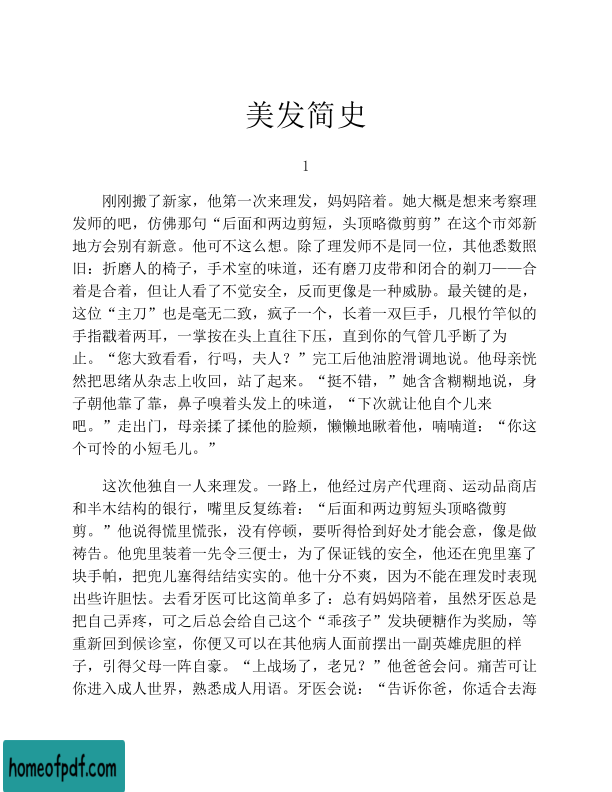 美发简史
1
刚刚搬了新家，他第一次来理发，妈妈陪着。她大概是想来考察理
发师的吧，仿佛那句“后面和两边剪短，头顶略微剪剪”在这个市郊新
地方会别有新意。他可不这么想。除了理发师不是同一位，其他悉数照
旧：折磨人的椅子，手术室的味道，还有磨刀皮带和闭合的剃刀——合
着是合着，但让人看了不觉安全，反而更像是一种威胁。最关键的是，
这位“主刀”也是毫无二致，疯子一个，长着一双巨手，几根竹竿似的
手指戳着两耳，一掌按在头上直往下压，直到你的气管几乎断了为
止。“您大致看看，行吗，夫人？”完工后他油腔滑调地说。他母亲恍
然把思绪从杂志上收回，站了起来。“挺不错，”她含含糊糊地说，身
子朝他靠了靠，鼻子嗅着头发上的味道，“下次就让他自个儿来
吧。”走出门，母亲揉了揉他的脸颊，懒懒地瞅着他，喃喃道：“你这
个可怜的小短毛儿。”
这次他独自一人来理发。一路上，他经过房产代理商、运动品商店
和半木结构的银行，嘴里反复练着：“后面和两边剪短头顶略微剪
剪。”他说得慌里慌张，没有停顿，要听得恰到好处才能会意，像是做
祷告。他兜里装着一先令三便士，为了保证钱的安全，他还在兜里塞了
块手帕，把兜儿塞得结结实实的。他十分不爽，因为不能在理发时表现
出些许胆怯。去看牙医可比这简单多了：总有妈妈陪着，虽然牙医总是
把自己弄疼，可之后总会给自己这个“乖孩子”发块硬糖作为奖励，等
重新回到候诊室，你便又可以在其他病人面前摆出一副英雄虎胆的样
子，引得父母一阵自豪。“上战场了，老兄？”他爸爸会问。痛苦可让
你进入成人世界，熟悉成人用语。牙医会说：“告诉你爸，你适合去海
homeofpdf.com